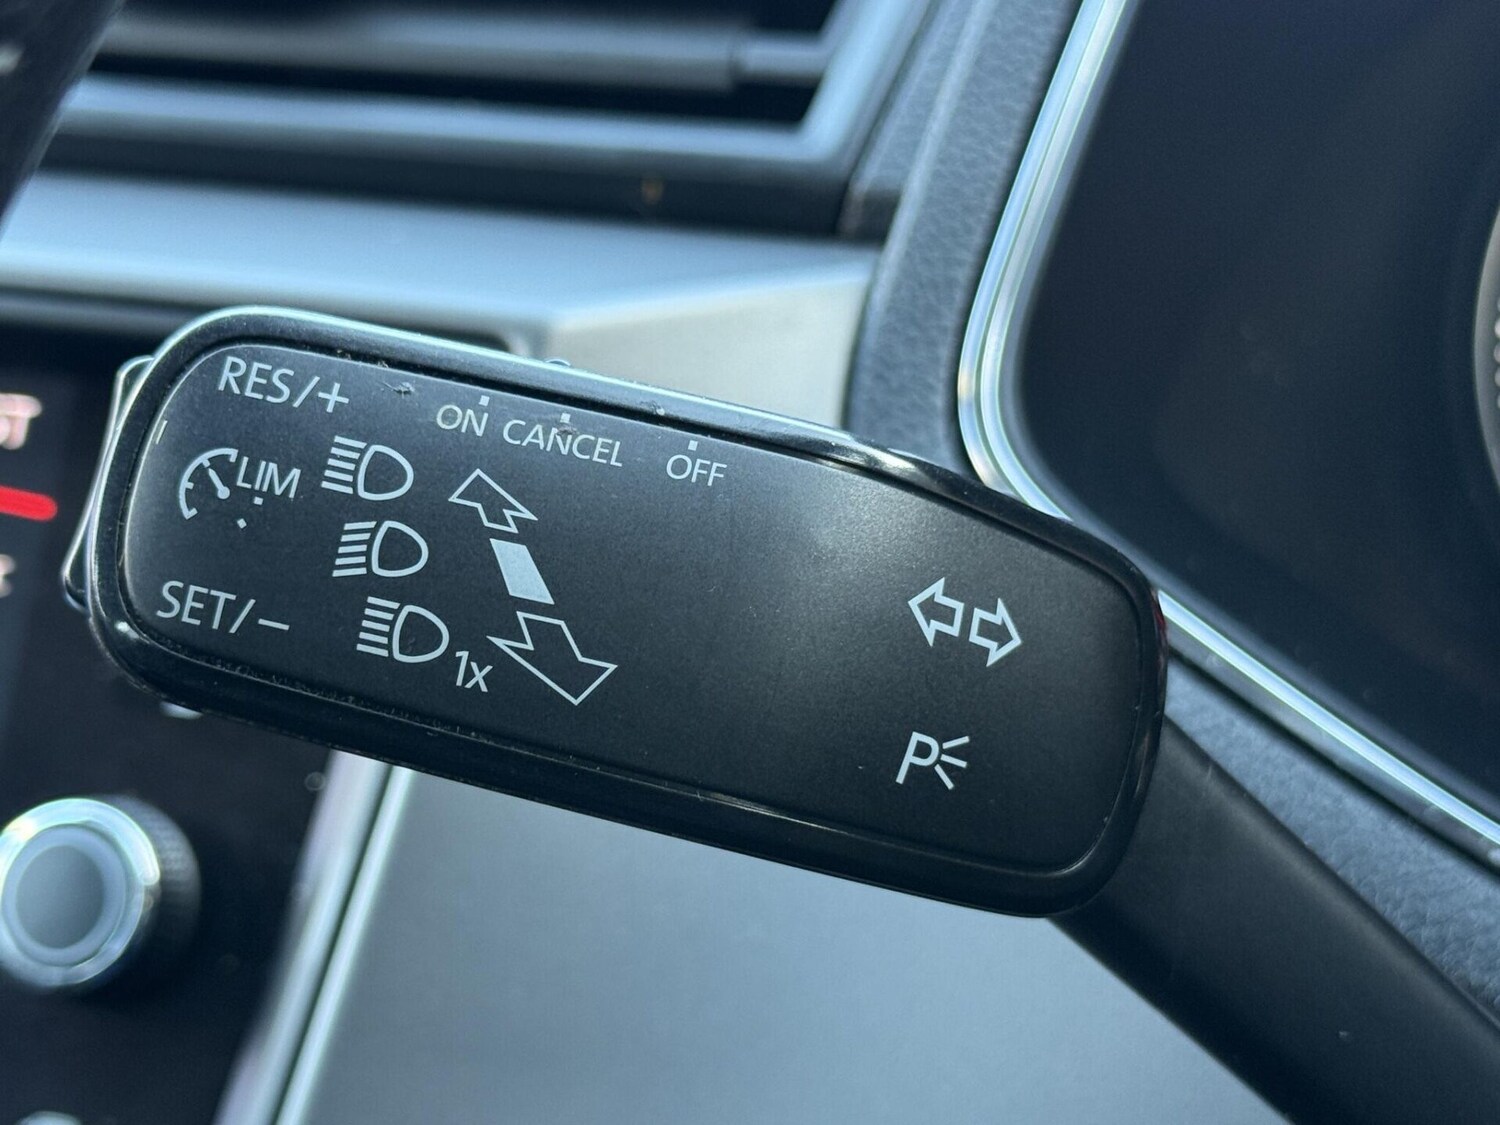 RES/+
ON CANCEL OFF
LIM
SET/−
1x
P